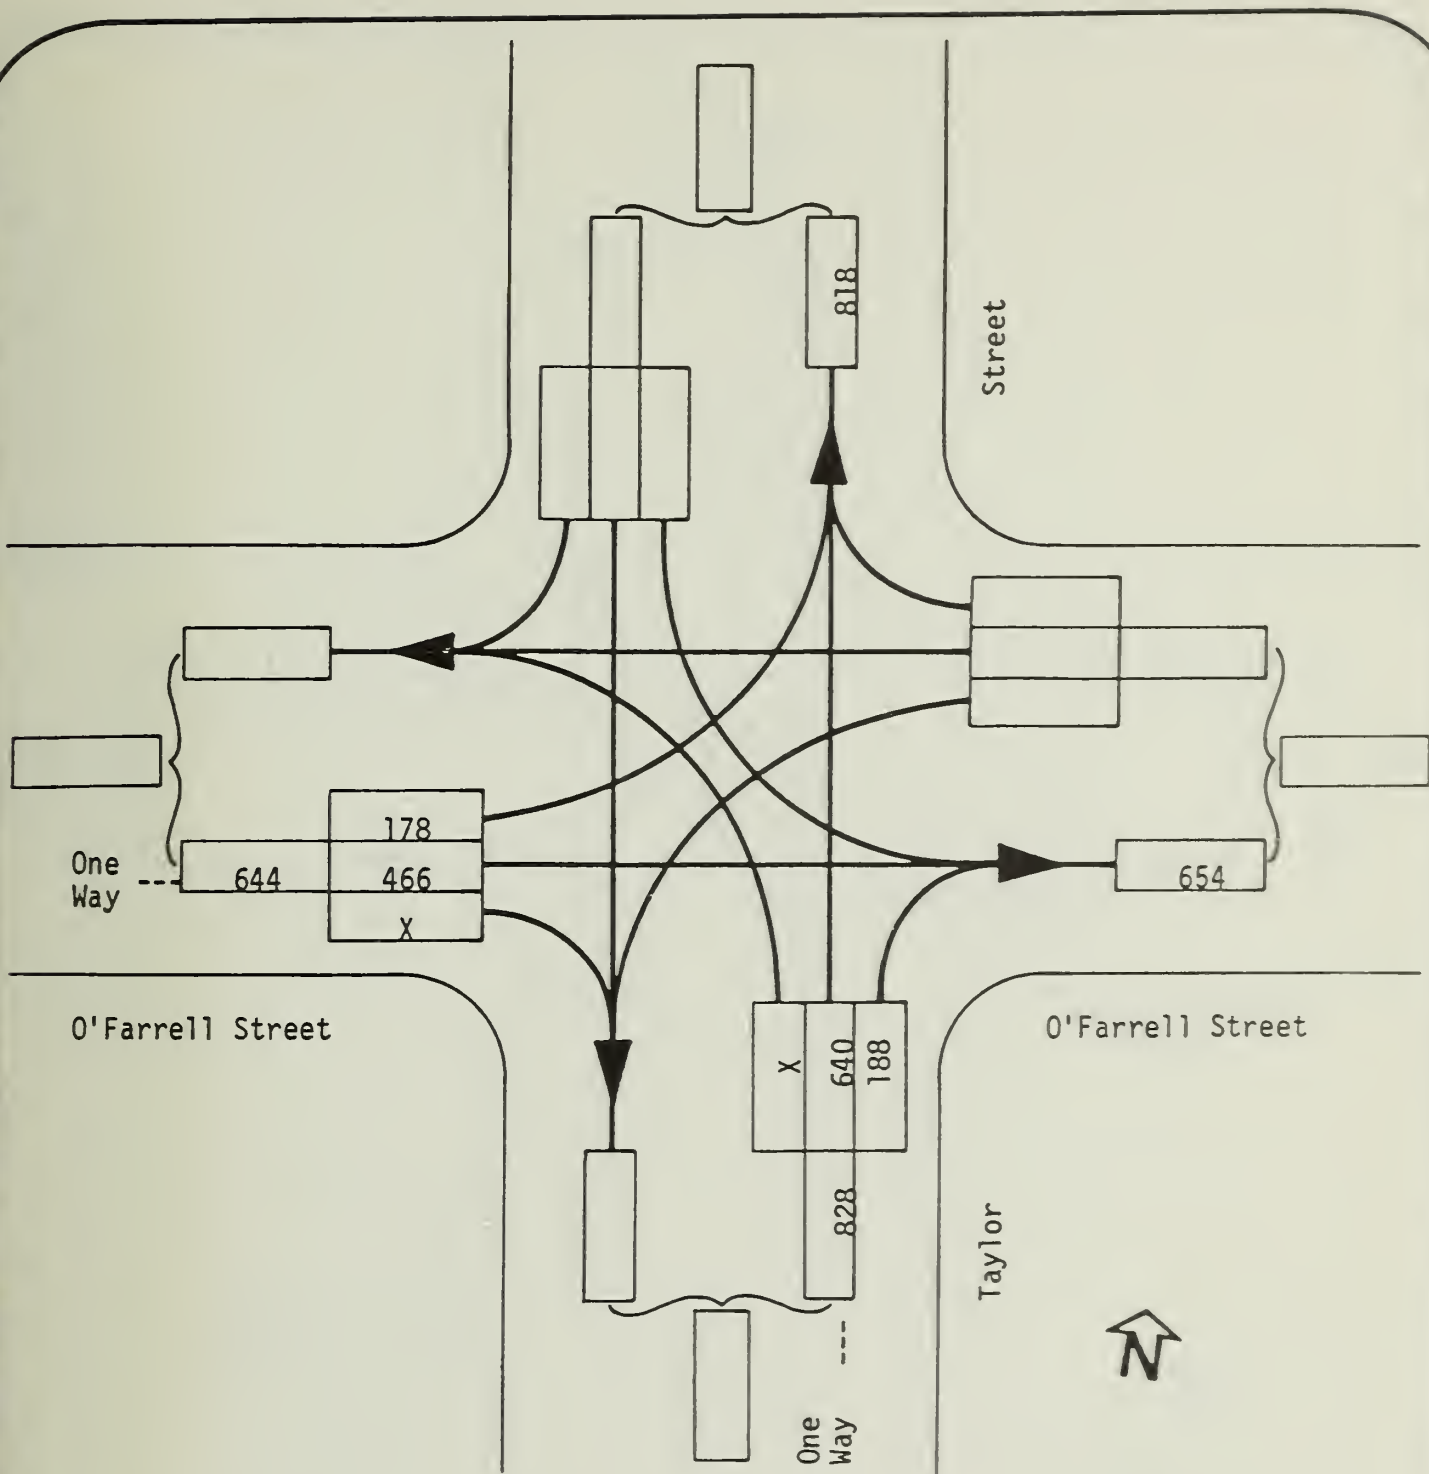 818
Street
178
One
Way ---
644
466
654
X
O'Farrell Street
O'Farrell Street
X
640
188
828
Taylor
One
Way ---
N